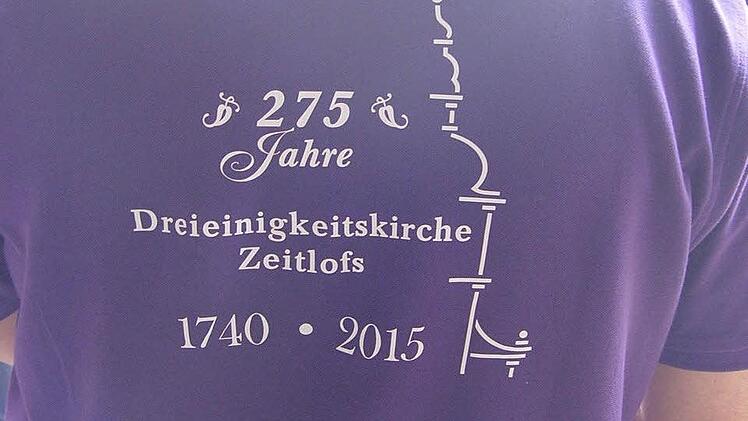 275
Jahre
Dreieinigkeitskirche
Zeitlofs
1740 • 2015